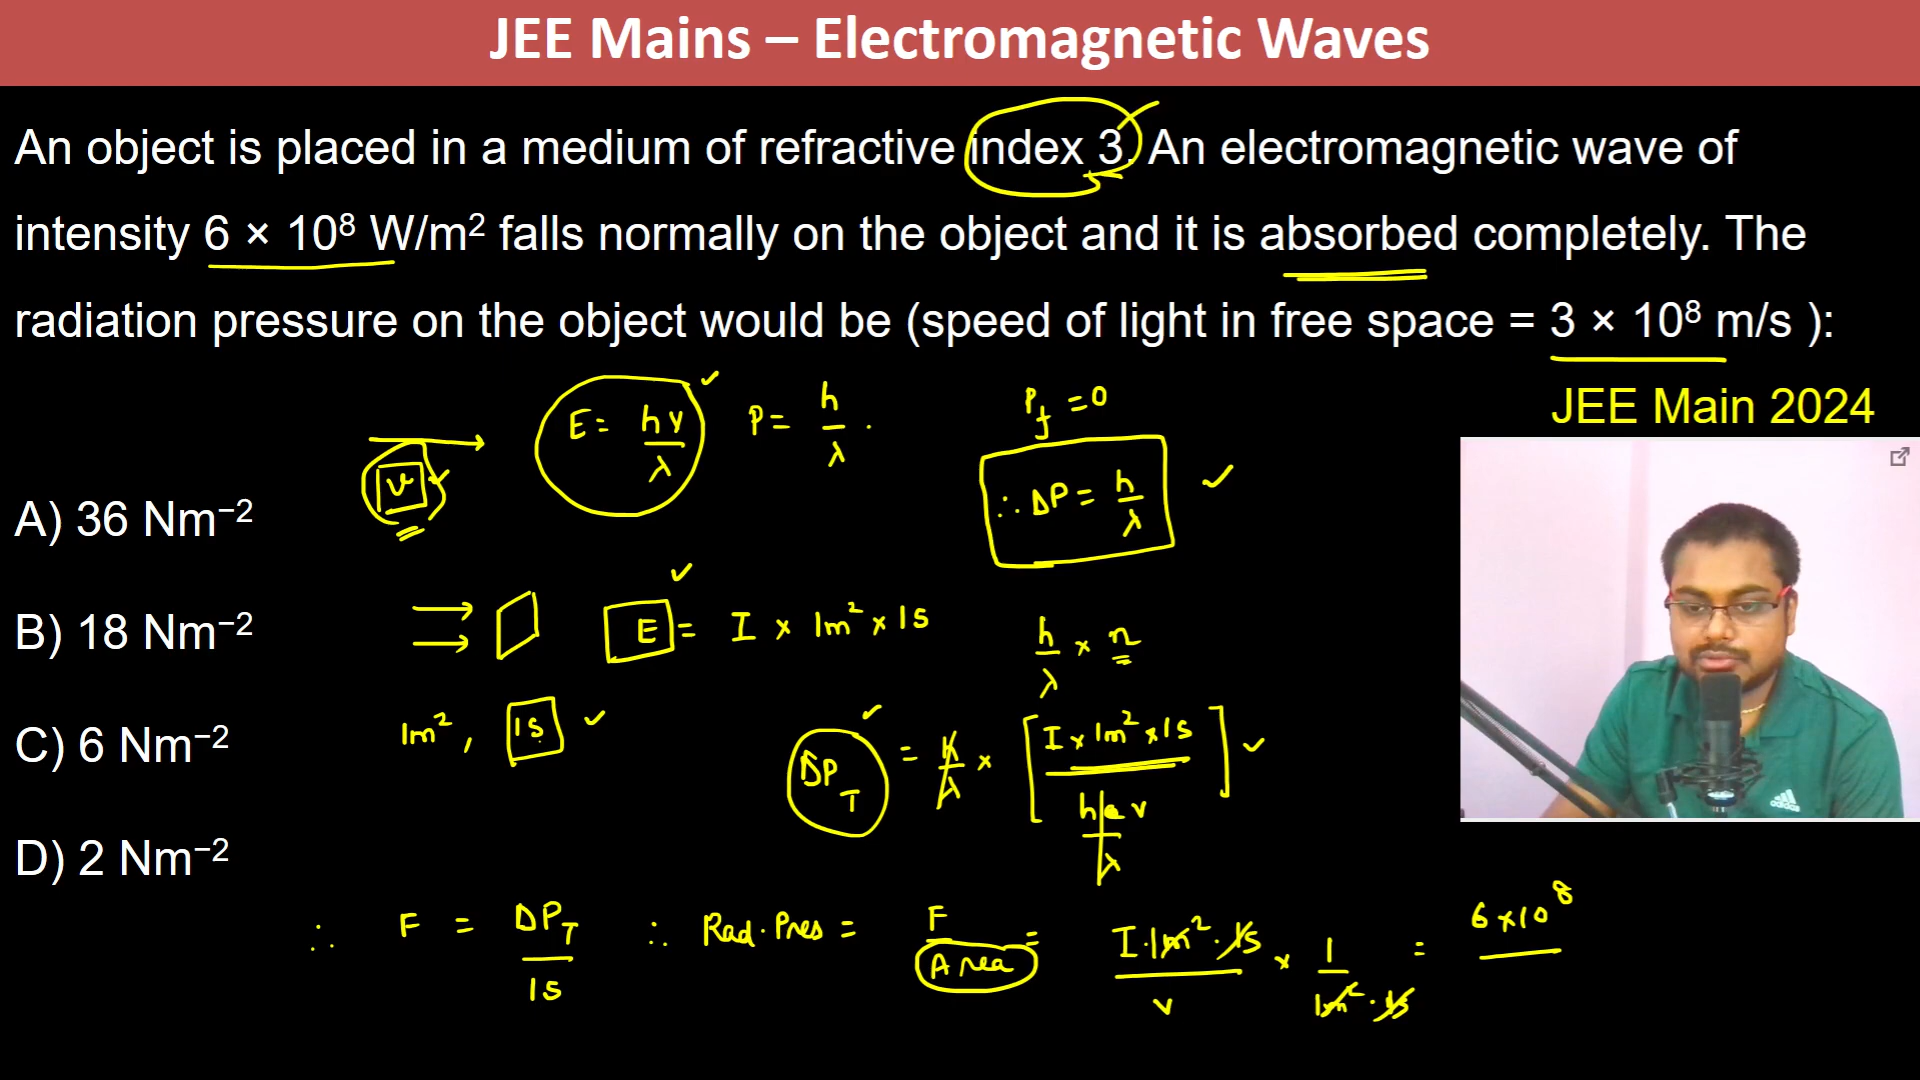 JEE Mains – Electromagnetic Waves
An object is placed in a medium of refractive index 3. An electromagnetic wave of
intensity 6 × 10⁸ W/m² falls normally on the object and it is absorbed completely. The
radiation pressure on the object would be (speed of light in free space = 3 × 10⁸ m/s ):
JEE Main 2024
A) 36 Nm⁻²
B) 18 Nm⁻²
C) 6 Nm⁻²
D) 2 Nm⁻²
v
E = hv/λ
P = h/λ
P_f = 0
∴ ΔP = h/λ
E = I × 1m² × 1s
h/λ × n
1m², 1s
ΔP_T = h/λ × [I × 1m² × 1s / (h v/λ)]
∴ F = ΔP_T/1s
∴ Rad. Pres = F/Area = I·1m²·1s/v × 1/1m²·1s = 6×10⁸
adidas